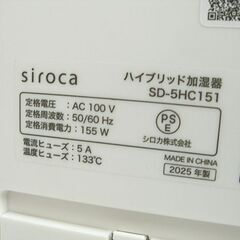 siroca
ハイブリッド加湿器
SD-5HC151
定格電圧：AC 100 V
定格周波数：50/60 Hz
定格消費電力：155 W
電流ヒューズ：5 A
温度ヒューズ：133℃
PS
E
シロカ株式会社
MADE IN CHINA
2025 年製